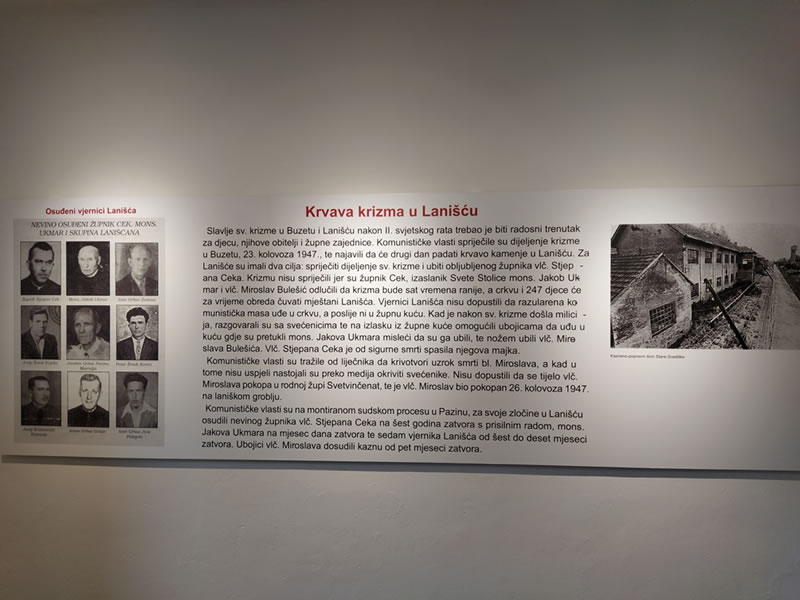 Osuđeni vjernici Lanišća
NEVINO OSUĐENI ŽUPNIK CEK, MONS.
UKMAR I SKUPINA LANIŠĆANA
Krvava krizma u Lanišću
Slavlje sv. krizme u Buzetu i Lanišću nakon II. svjetskog rata trebao je biti radosni trenutak
za djecu, njihove obitelji i župne zajednice. Komunističke vlasti spriječile su dijeljenje krizme
u Buzetu, 23. kolovoza 1947., te najavili da će drugi dan padati krvavo kamenje u Lanišću. Za
Lanišće su imali dva cilja: spriječiti dijeljenje sv. krizme i ubiti obljubljenog župnika vlč. Stjep -
ana Ceka. Krizmu nisu spriječili jer su župnik Cek, izaslanik Svete Stolice mons. Jakob Uk
mar i vlč. Miroslav Bulešić odlučili da krizma bude sat vremena ranije, a crkvu i 247 djece će
za vrijeme obreda čuvati mještani Lanišća. Vjernici Lanišća nisu dopustili da razularena ko
munistička masa uđe u crkvu, a poslije ni u župnu kuću. Kad je nakon sv. krizme došla milici -
ja, razgovarali su sa svećenicima te na izlasku iz župne kuće omogućili ubojicama da uđu u
kuću gdje su pretukli mons. Jakova Ukmara misleći da su ga ubili, te nožem ubili vlč. Miro
slava Bulešića. Vlč. Stjepana Ceka je od sigurne smrti spasila njegova majka.
Komunističke vlasti su tražile od liječnika da krivotvori uzrok smrti bl. Miroslava, a kad u
tome nisu uspjeli nastojali su preko medija okriviti svećenike. Nisu dopustili da se tijelo vlč.
Miroslava pokopa u rodnoj župi Svetvinčenat, te je vlč. Miroslav bio pokopan 26. kolovoza 1947.
na laniškom groblju.
Komunističke vlasti su na montiranom sudskom procesu u Pazinu, za svoje zločine u Lanišću
osudili nevinog župnika vlč. Stjepana Ceka na šest godina zatvora s prisilnim radom, mons.
Jakova Ukmara na mjesec dana zatvora te sedam vjernika Lanišća od šest do deset mjeseci
zatvora. Ubojici vlč. Miroslava dosudili kaznu od pet mjeseci zatvora.
Kazneno-popravni dom Stara Gradiška